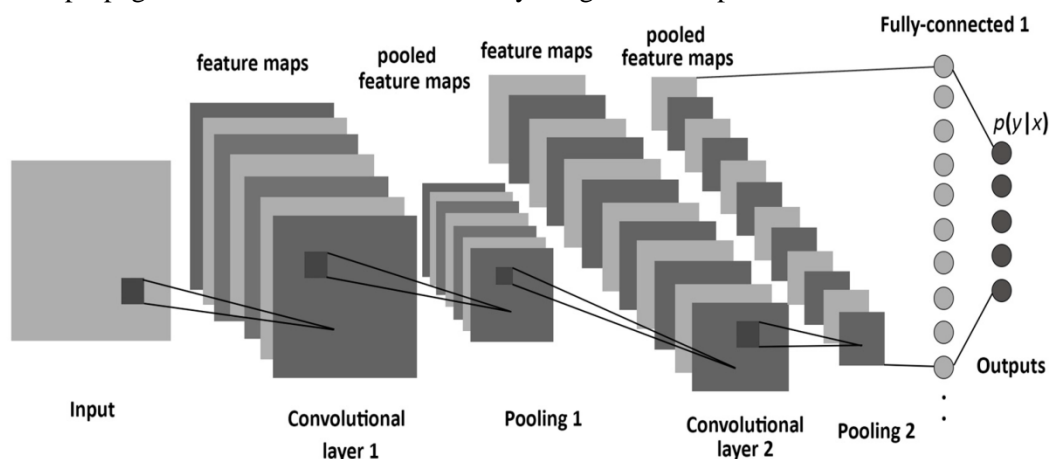 Fully-connected 1
feature maps
pooled
feature maps
feature maps
pooled
feature maps
p(y|x)
Outputs
Input
Convolutional
layer 1
Pooling 1
Convolutional
layer 2
Pooling 2